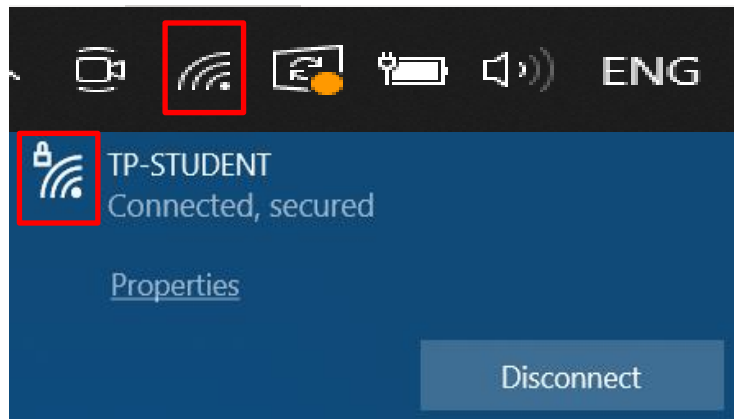 ENG
TP-STUDENT
Connected, secured
Properties
Disconnect